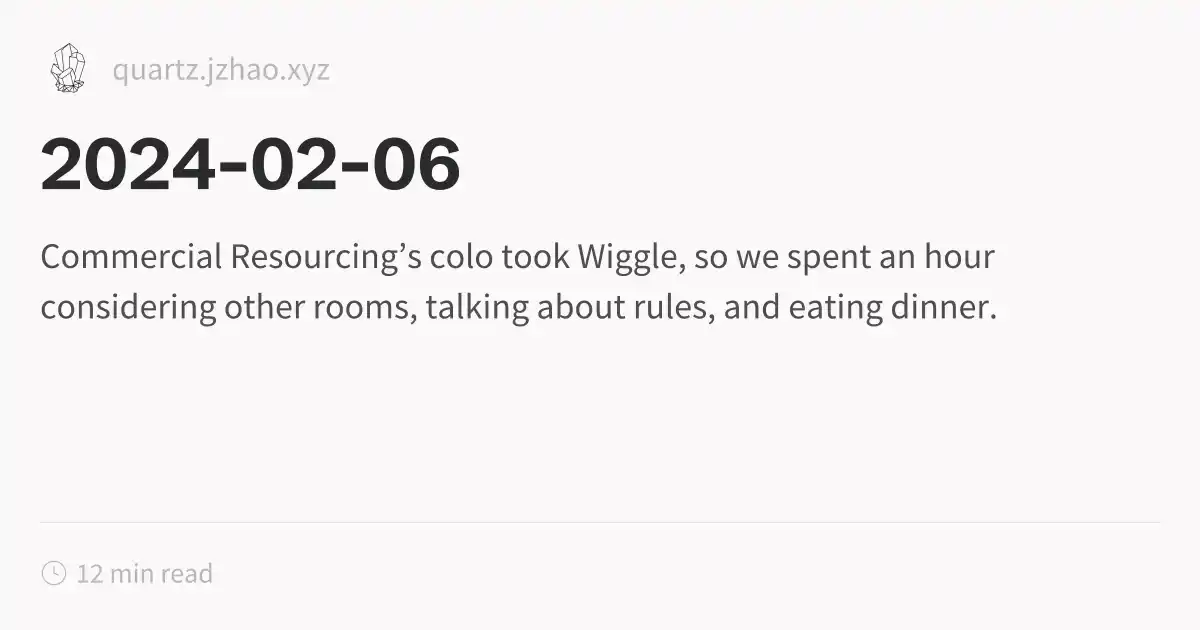 quartz.jzhao.xyz
2024-02-06
Commercial Resourcing’s colo took Wiggle, so we spent an hour
considering other rooms, talking about rules, and eating dinner.
12 min read